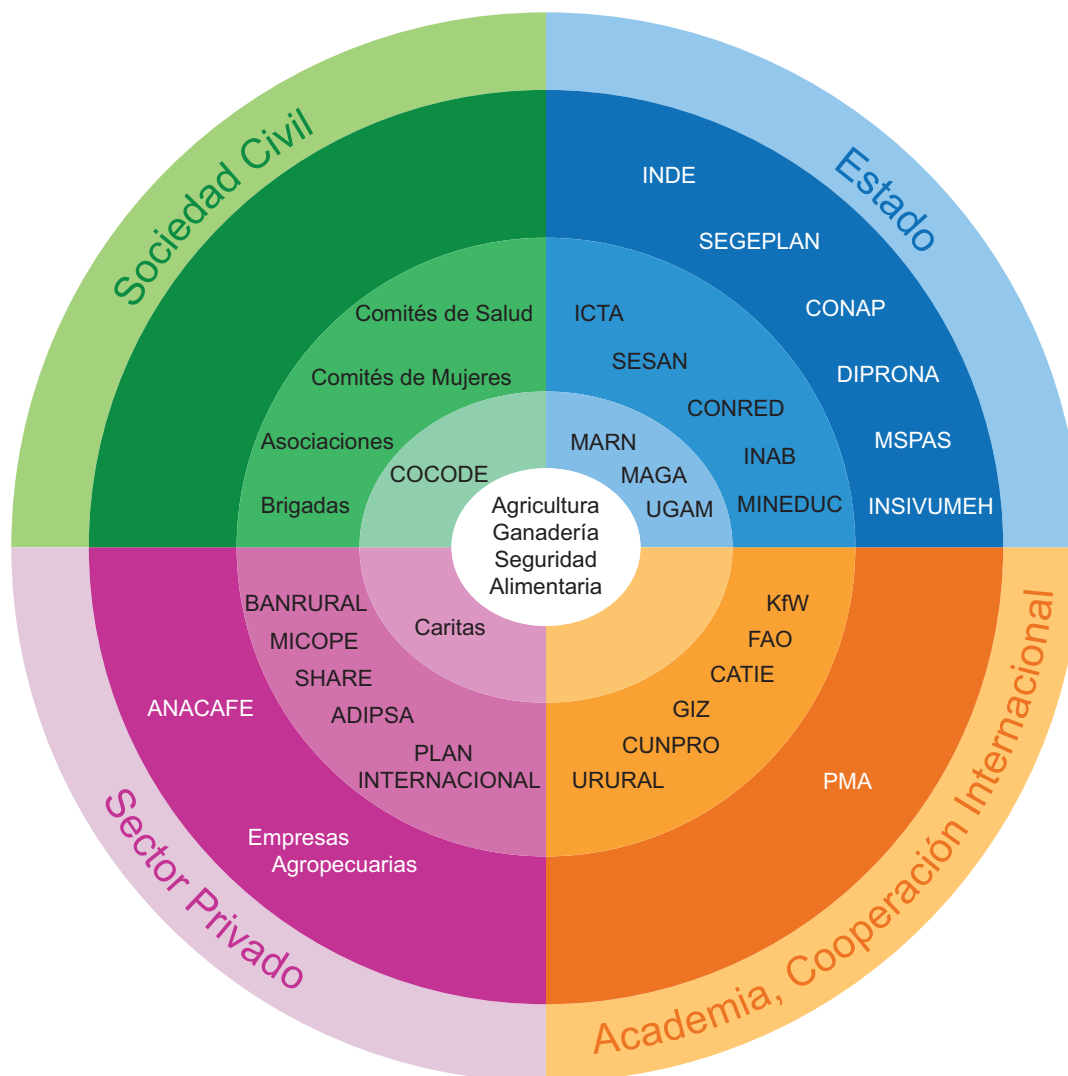 Sociedad Civil
Comités de Salud
Comités de Mujeres
Asociaciones
Brigadas
COCODE
Estado
INDE
SEGEPLAN
CONAP
DIPRONA
MSPAS
INSIVUMEH
ICTA
SESAN
CONRED
INAB
MINEDUC
MARN
MAGA
UGAM
Agricultura
Ganadería
Seguridad
Alimentaria
Sector Privado
BANRURAL
MICOPE
SHARE
ADIPSA
PLAN
INTERNACIONAL
Caritas
ANACAFE
Empresas
Agropecuarias
Academia, Cooperación Internacional
KfW
FAO
CATIE
GIZ
CUNPRO
URURAL
PMA